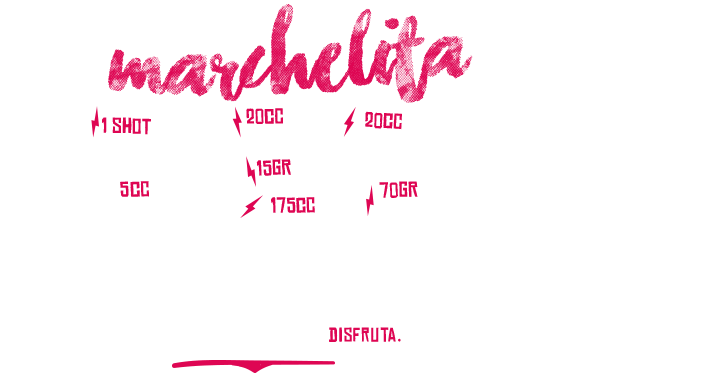 marchelita
1 SHOT
20CC
20CC
15GR
5CC
70GR
175CC
DISFRUTA.